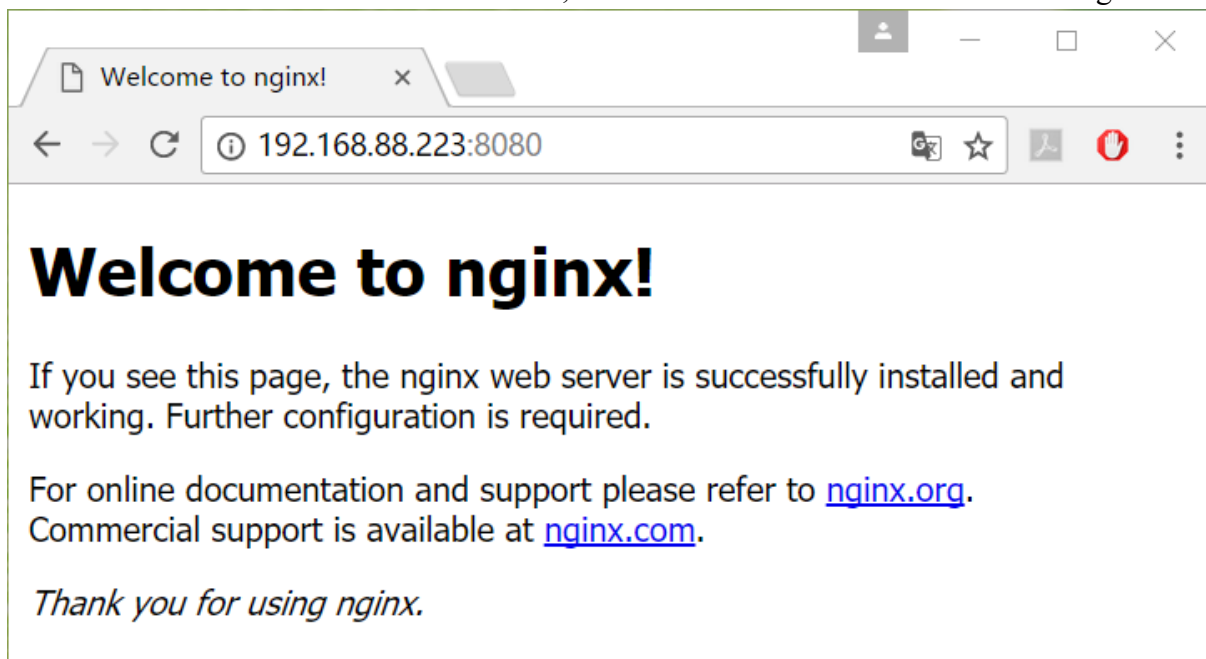 Welcome to nginx!
192.168.88.223:8080
Welcome to nginx!
If you see this page, the nginx web server is successfully installed and
working. Further configuration is required.
For online documentation and support please refer to nginx.org.
Commercial support is available at nginx.com.
Thank you for using nginx.